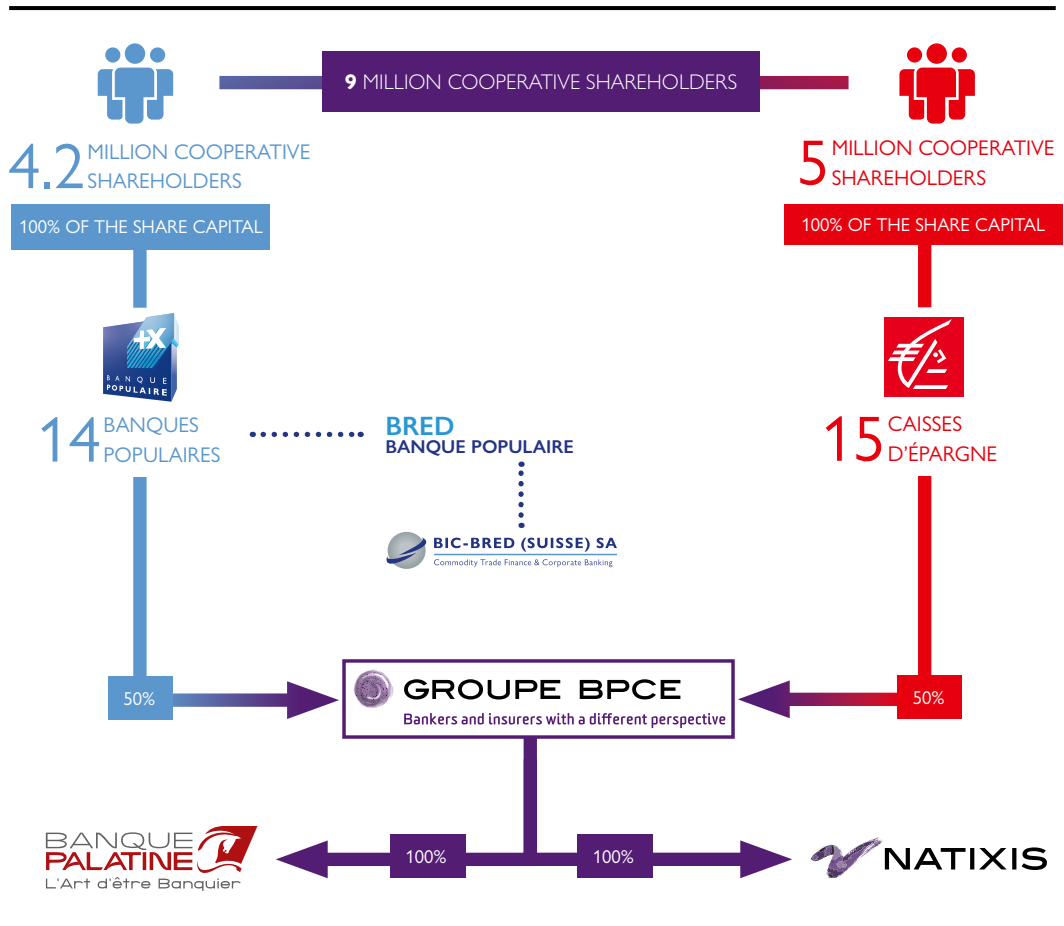 9 MILLION COOPERATIVE SHAREHOLDERS
4.2 MILLION COOPERATIVE
SHAREHOLDERS
5 MILLION COOPERATIVE
SHAREHOLDERS
100% OF THE SHARE CAPITAL
100% OF THE SHARE CAPITAL
+X
BANQUE
POPULAIRE
14 BANQUES
POPULAIRES
BRED
BANQUE POPULAIRE
15 CAISSES
D'ÉPARGNE
BIC-BRED (SUISSE) SA
Commodity Trade Finance & Corporate Banking
50%
GROUPE BPCE
Bankers and insurers with a different perspective
50%
BANQUE
PALATINE
L'Art d'être Banquier
100%
100%
NATIXIS